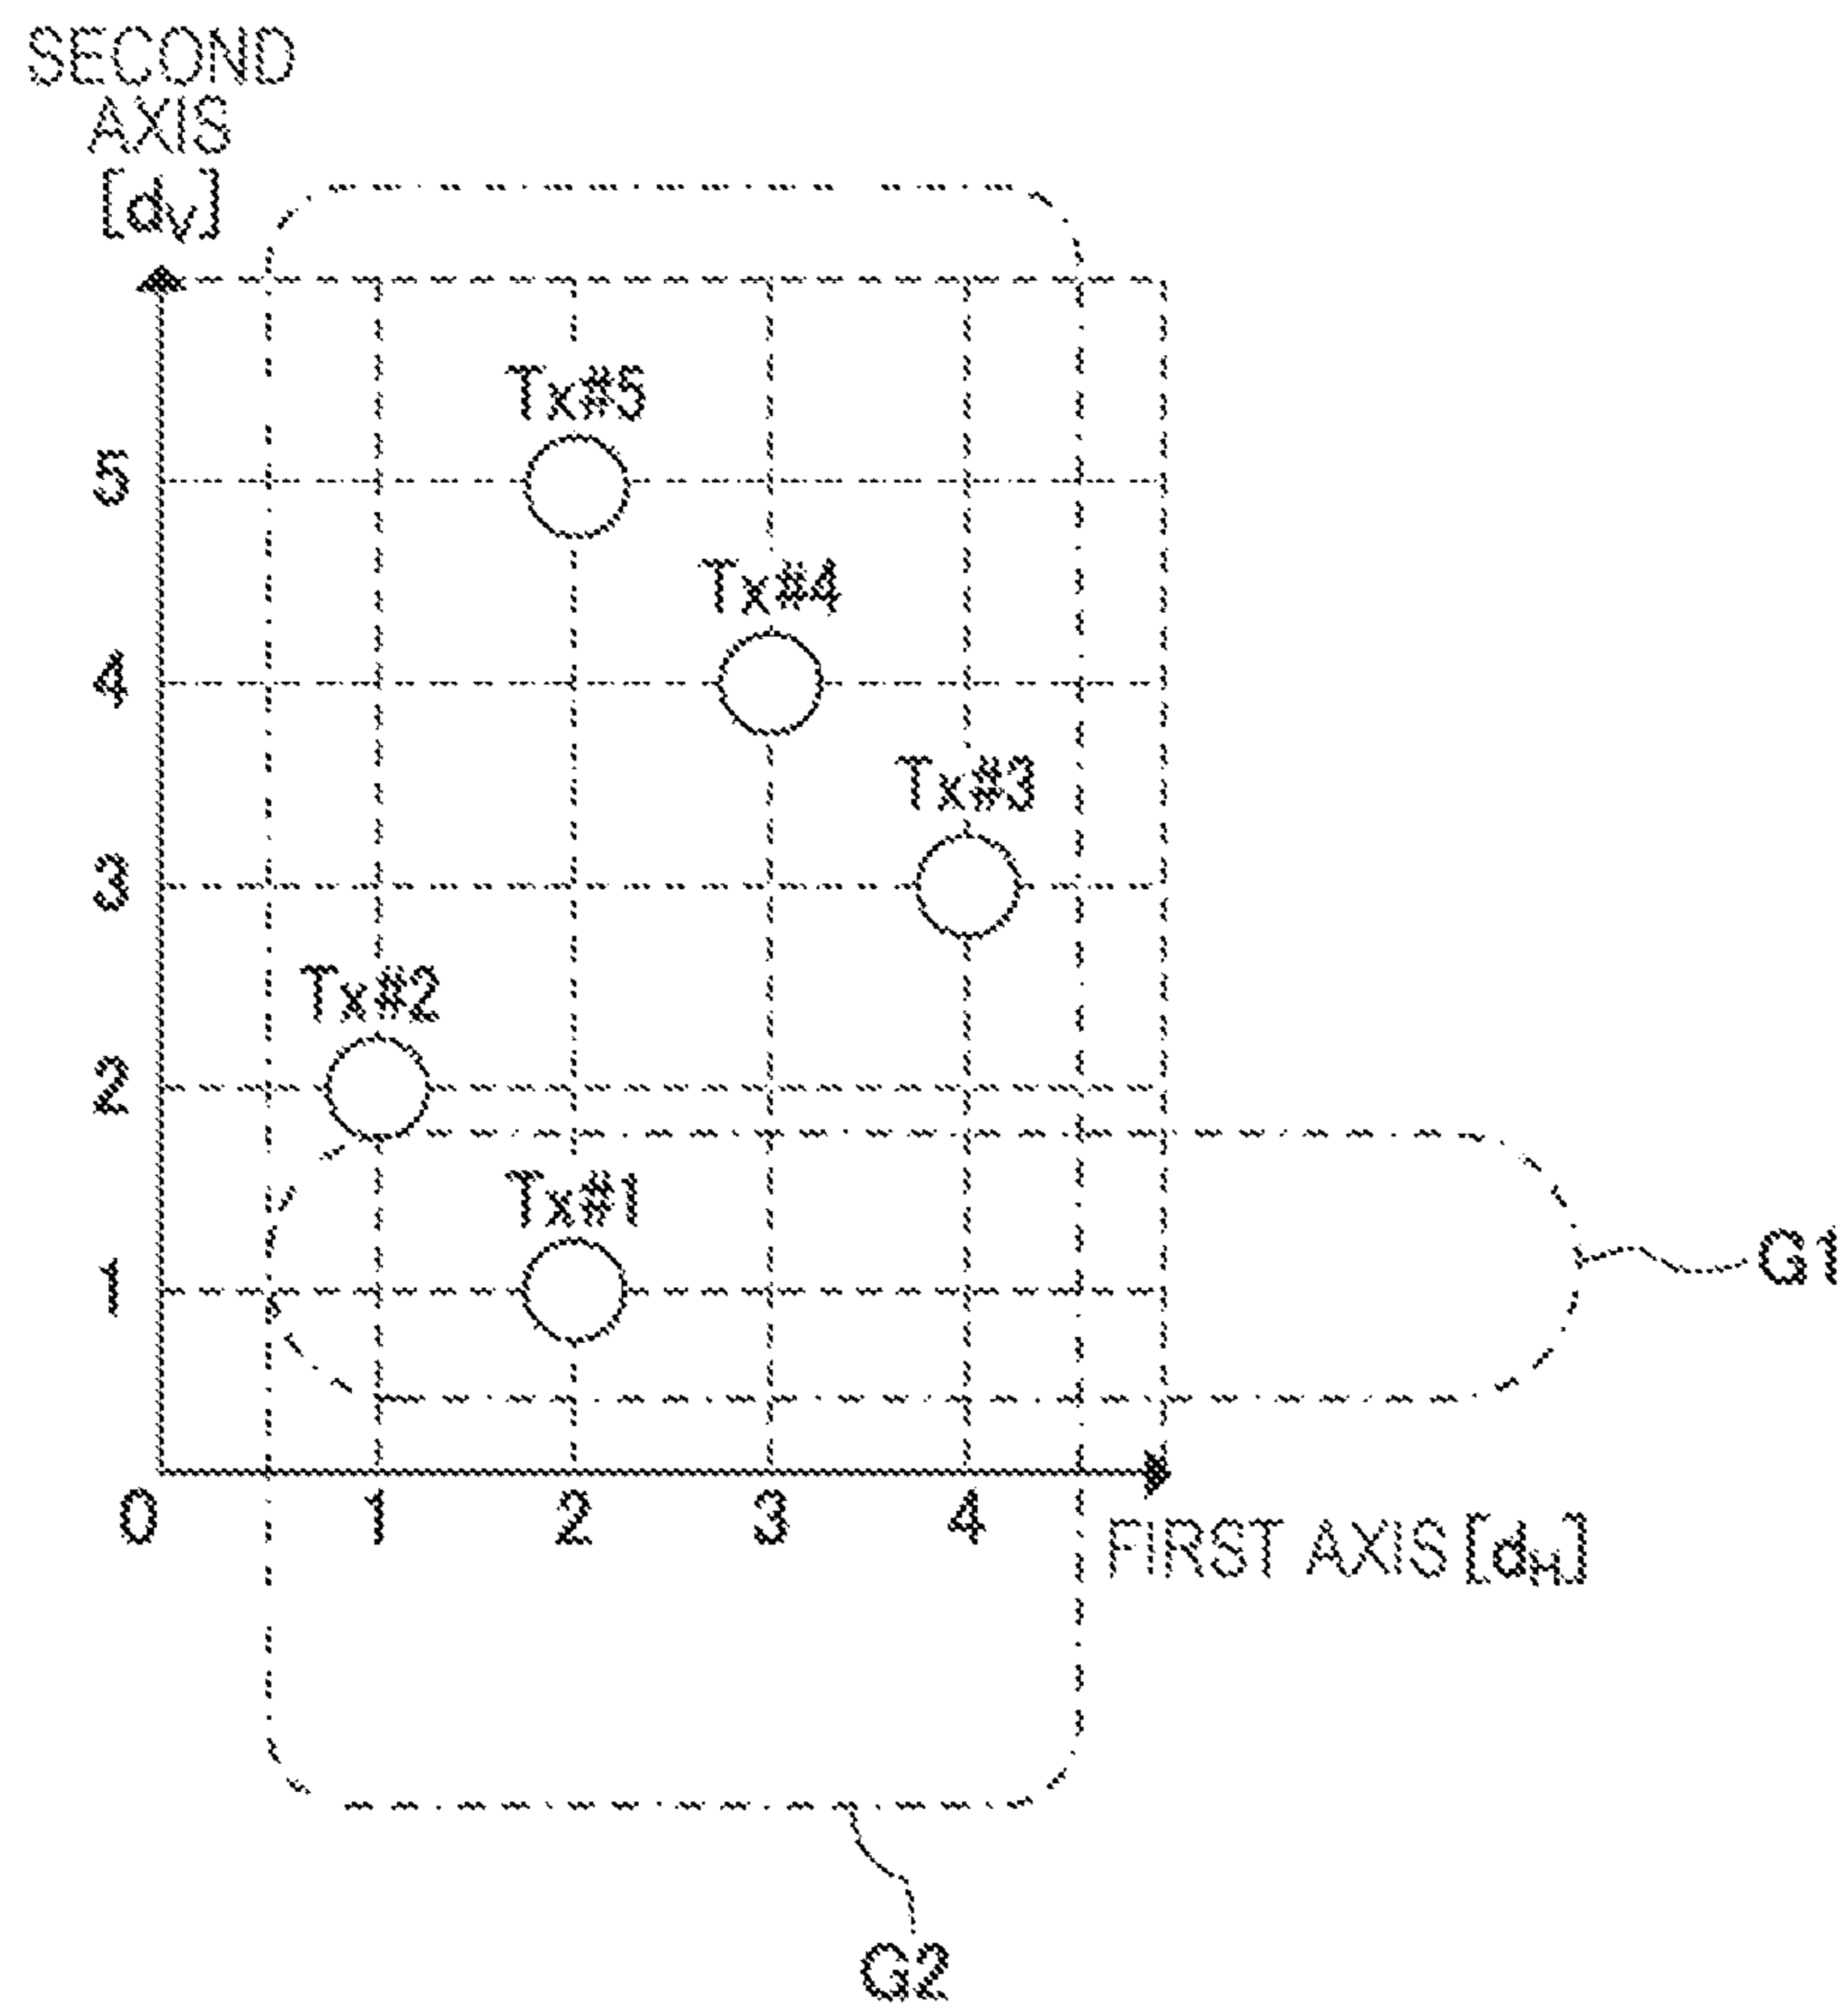 SECOND
AXIS
[dV]
Tx#5
5
Tx#4
4
Tx#3
3
Tx#2
2
Tx#1
1
G1
0 1 2 3 4
FIRST AXIS [dH]
G2